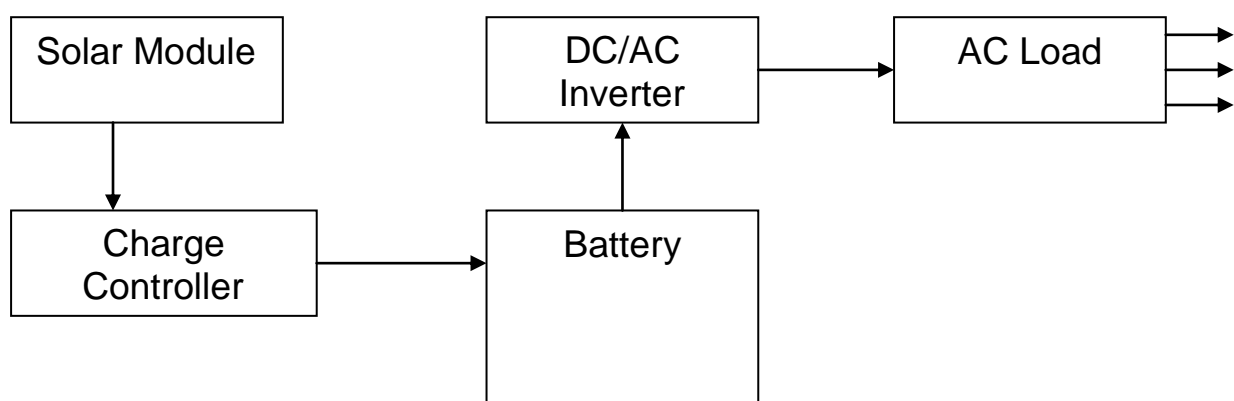 Solar Module
DC/AC
Inverter
AC Load
Charge
Controller
Battery